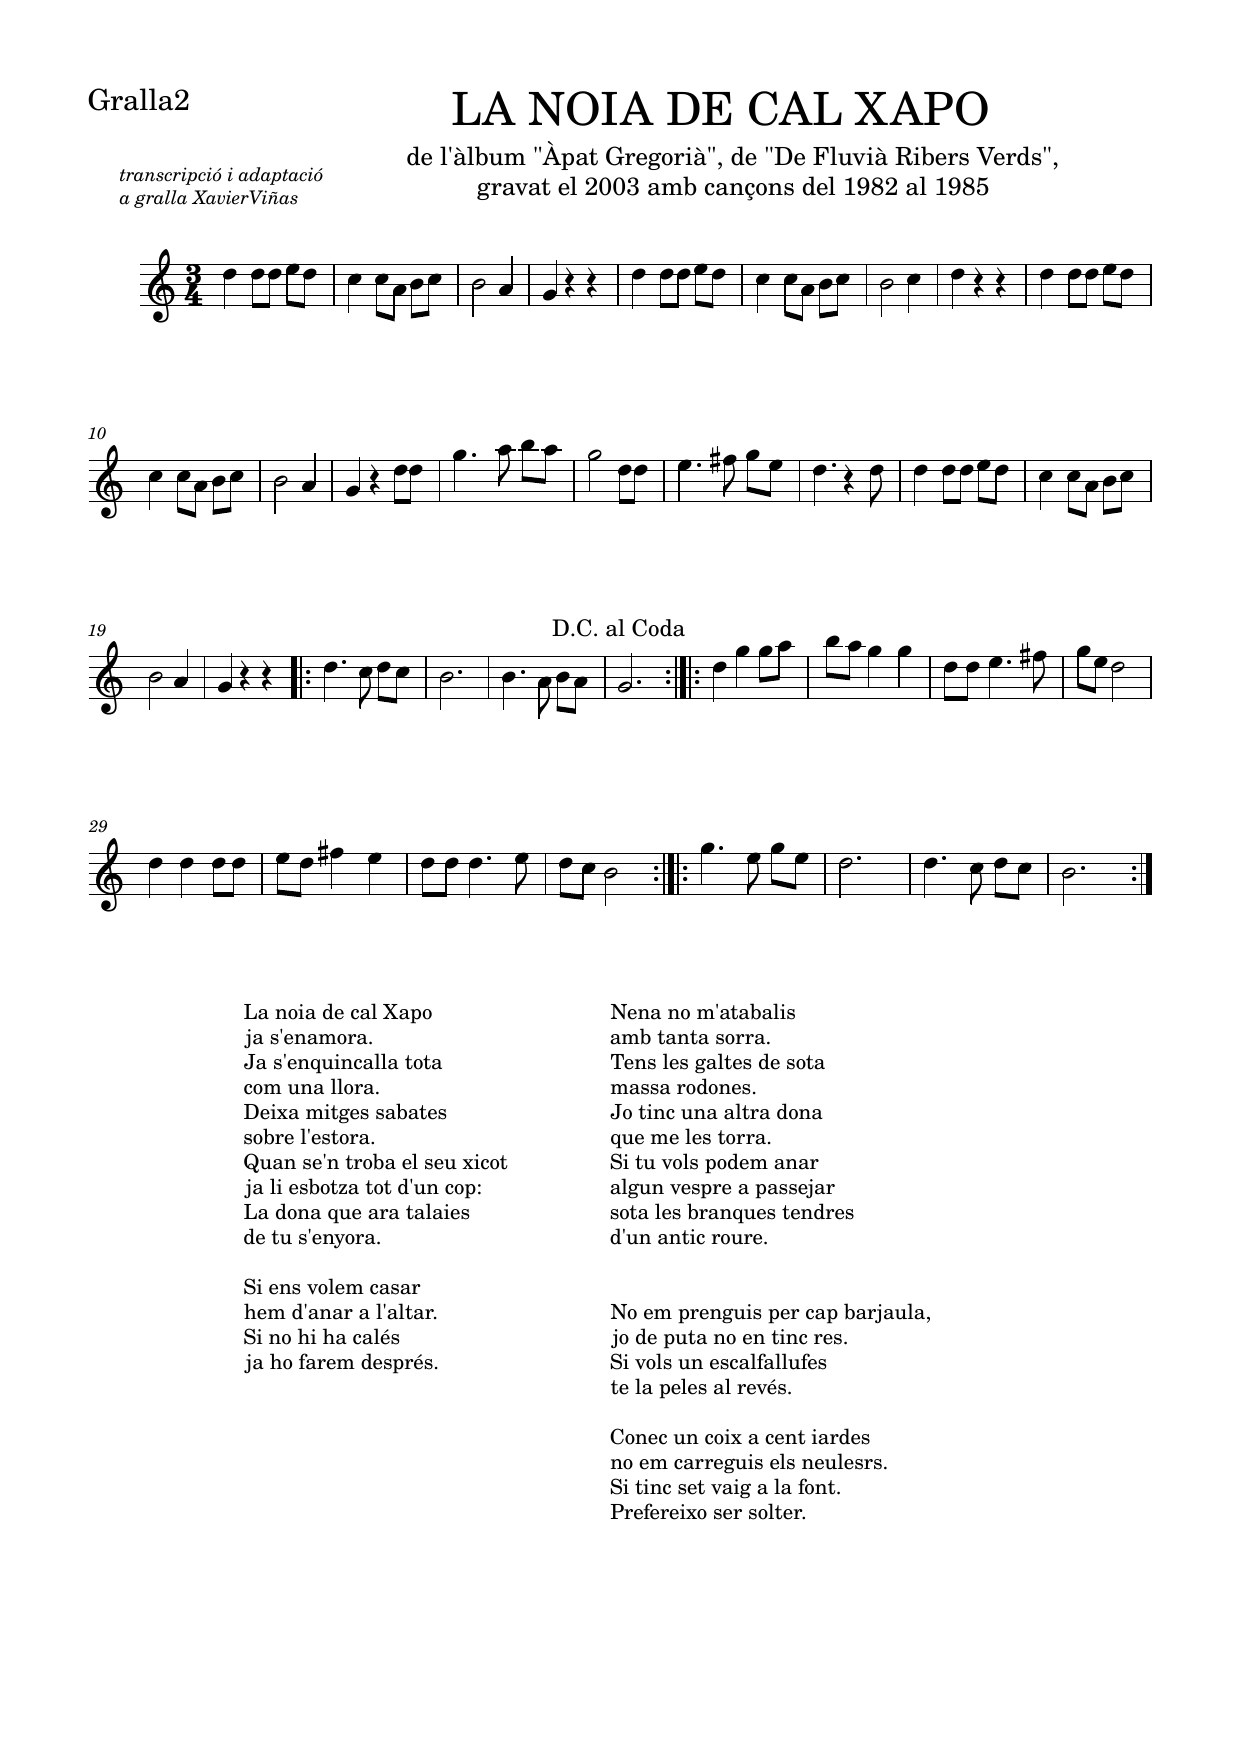 Gralla2
LA NOIA DE CAL XAPO
de l'àlbum "Àpat Gregorià", de "De Fluvià Ribers Verds",
gravat el 2003 amb cançons del 1982 al 1985
transcripció i adaptació
a gralla XavierViñas
3
4
10
19
D.C. al Coda
29
La noia de cal Xapo
ja s'enamora.
Ja s'enquincalla tota
com una llora.
Deixa mitges sabates
sobre l'estora.
Quan se'n troba el seu xicot
ja li esbotza tot d'un cop:
La dona que ara talaies
de tu s'enyora.
Si ens volem casar
hem d'anar a l'altar.
Si no hi ha calés
ja ho farem després.
Nena no m'atabalis
amb tanta sorra.
Tens les galtes de sota
massa rodones.
Jo tinc una altra dona
que me les torra.
Si tu vols podem anar
algun vespre a passejar
sota les branques tendres
d'un antic roure.
No em prenguis per cap barjaula,
jo de puta no en tinc res.
Si vols un escalfallufes
te la peles al revés.
Conec un coix a cent iardes
no em carreguis els neulesrs.
Si tinc set vaig a la font.
Prefereixo ser solter.